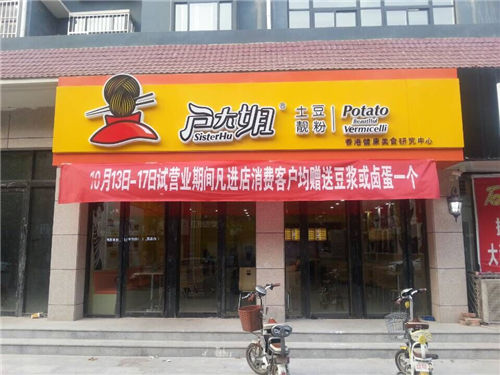 户大姐®
SisterHu
土豆
靓粉
Potato
Beautiful
Vermicelli
香港健康美食研究中心
10月13日-17日试营业期间凡进店消费客户均赠送豆浆或卤蛋一个